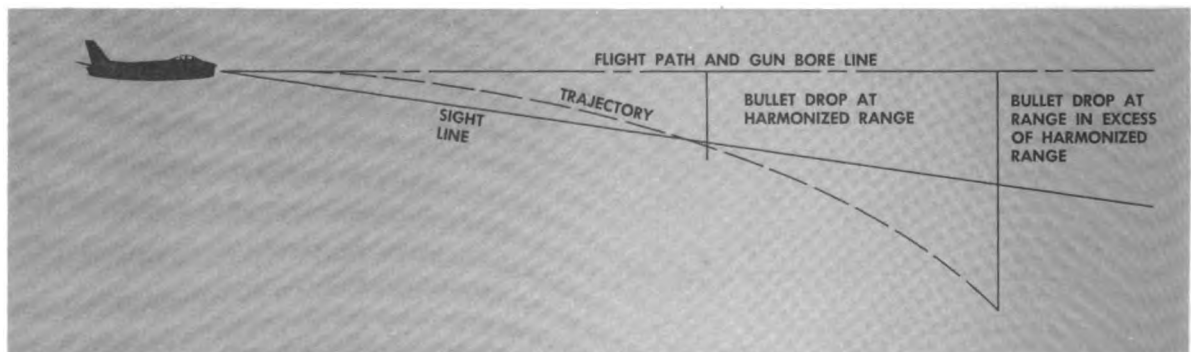 FLIGHT PATH AND GUN BORE LINE
TRAJECTORY
SIGHT
LINE
BULLET DROP AT
HARMONIZED RANGE
BULLET DROP AT
RANGE IN EXCESS
OF HARMONIZED
RANGE